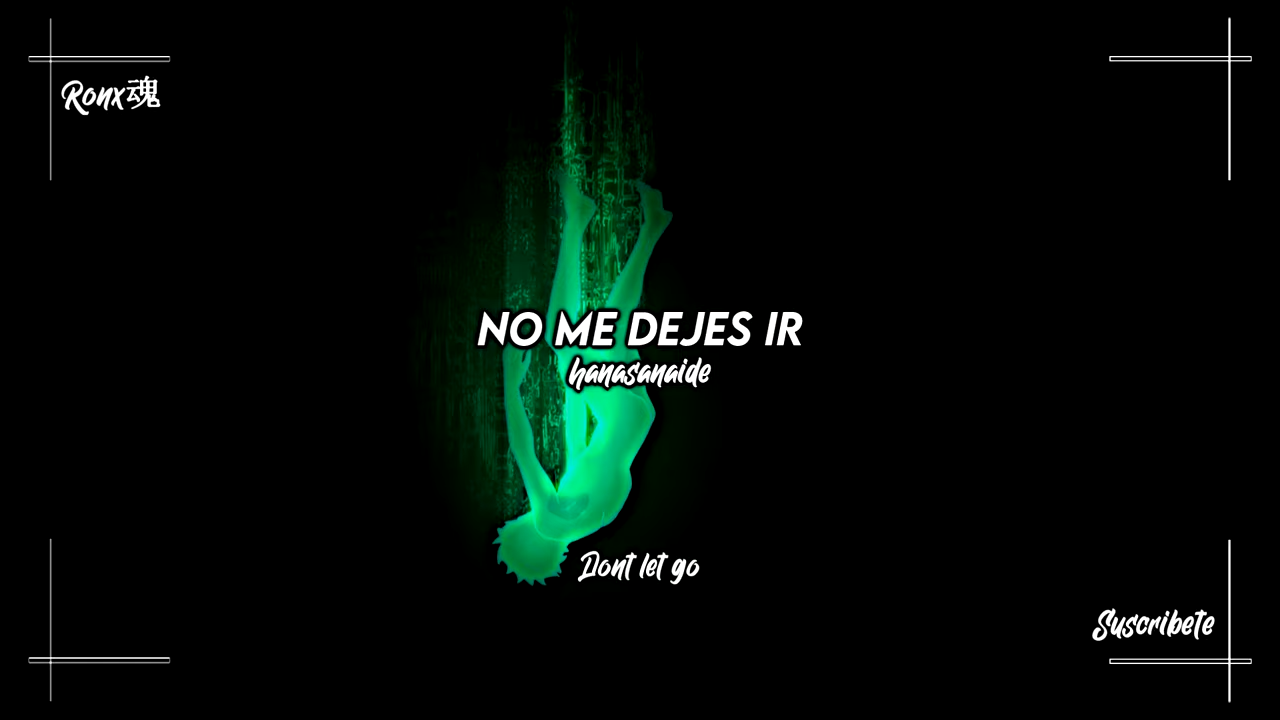 Ronx魂
NO ME DEJES IR
hanasanaide
Dont let go
Suscribete